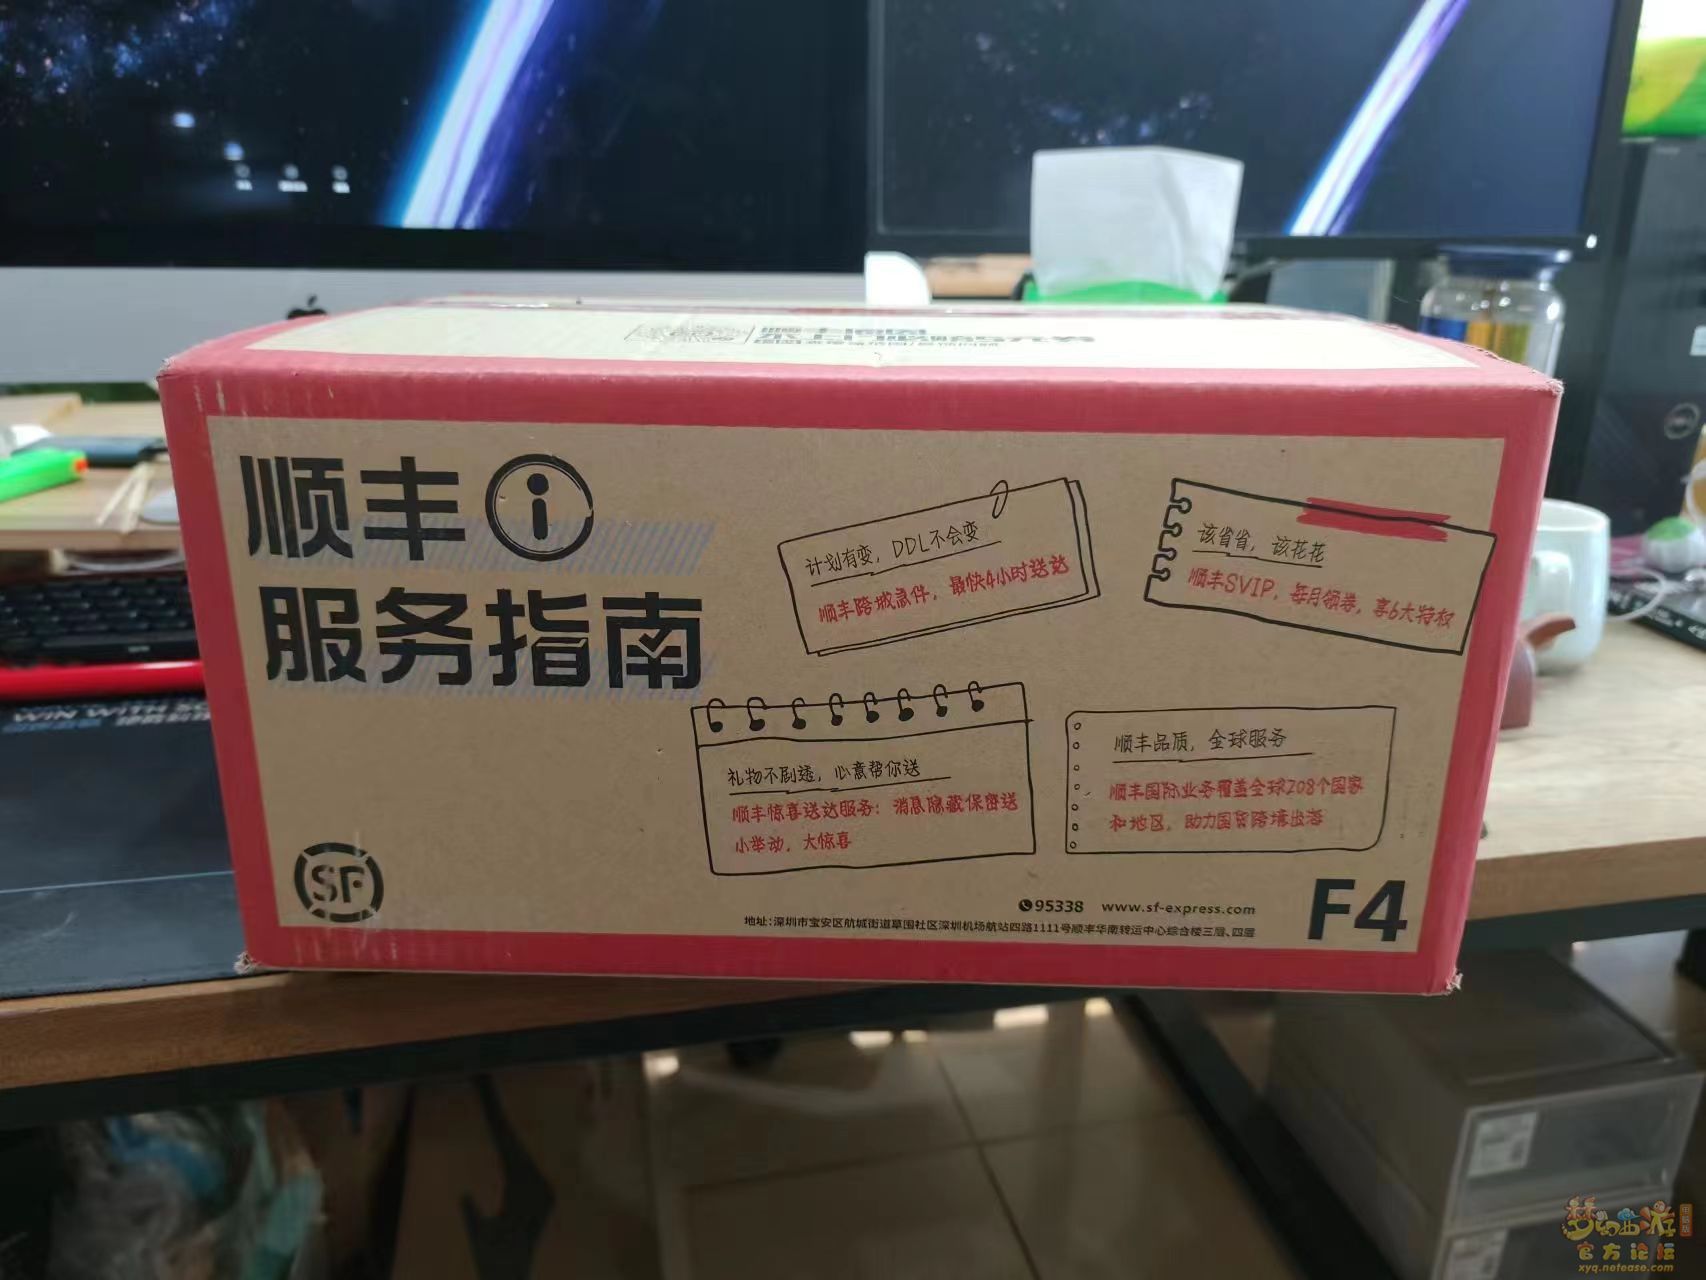 顺丰
服务指南
计划有变，DDL不会变
顺丰跨城急件，最快4小时送达
该省省，该花花
顺丰SVIP，每月领券，享6大特权
礼物不剧透，心意帮你送
顺丰惊喜送达服务：消息隐藏保密送
小举动，大惊喜
顺丰品质，全球服务
顺丰国际业务覆盖全球208个国家
和地区，助力国货跨境出海
SF
95338 www.sf-express.com
地址：深圳市宝安区航城街道草围社区深圳机场航站四路1111号顺丰华南转运中心综合楼三层、四层
F4
WIN WITH
梦幻西游
电脑版
官方论坛
xyq.netease.com